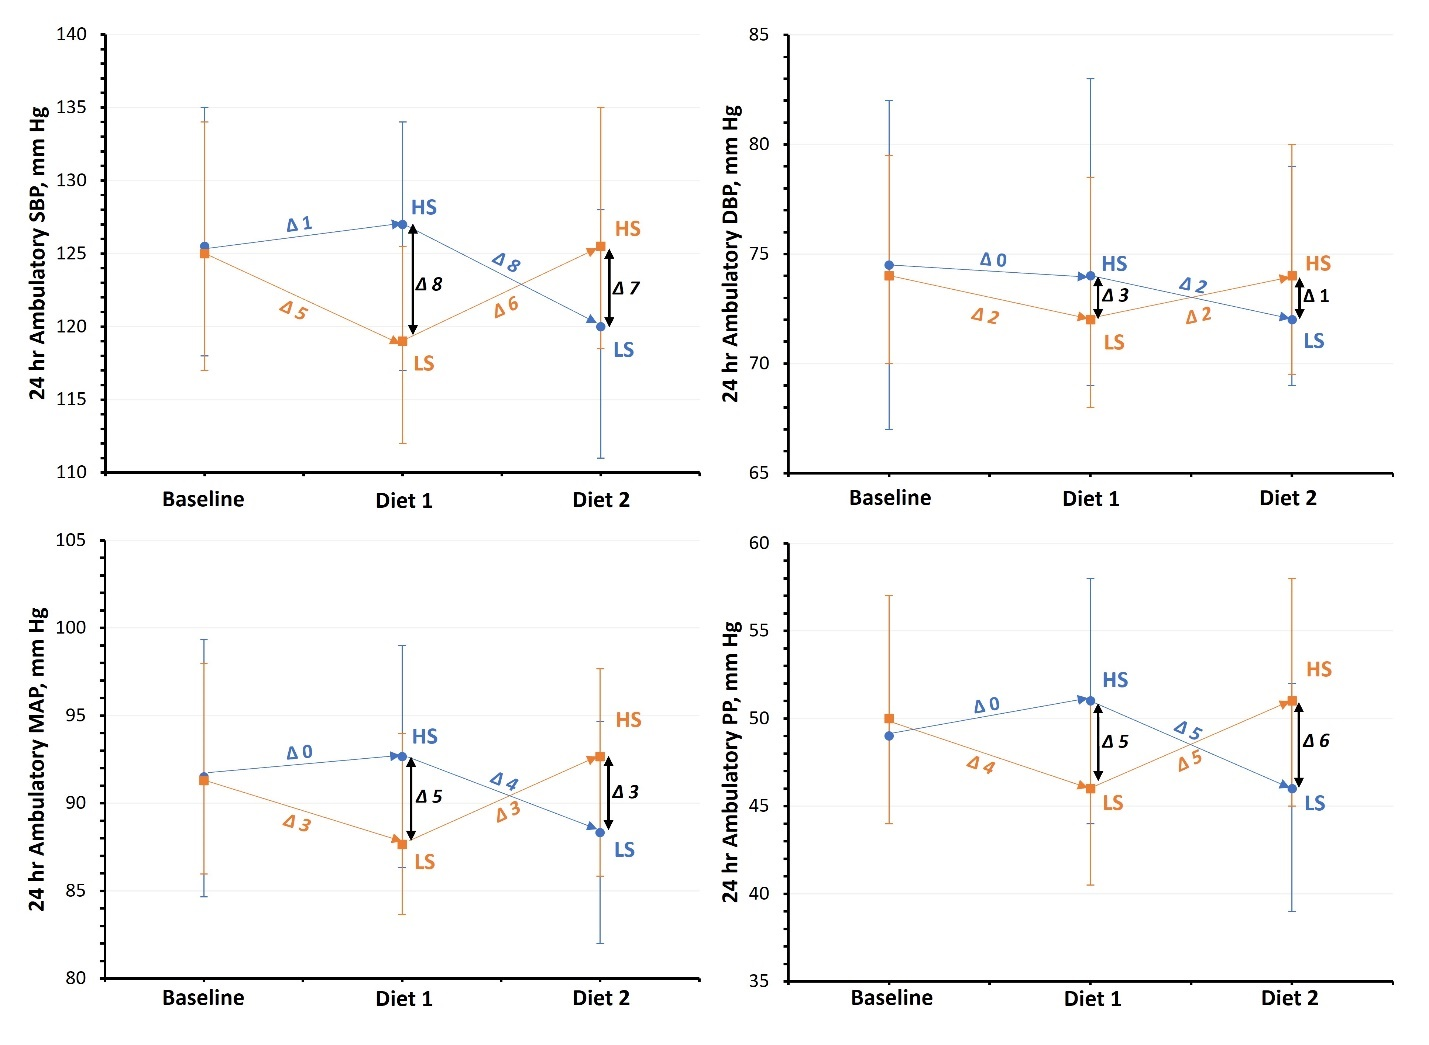 24 hr Ambulatory SBP, mm Hg
140
135
130
125
120
115
110
Δ 1
HS
Δ 8
HS
Δ 8
Δ 7
Δ 5
Δ 6
LS
LS
Baseline
Diet 1
Diet 2
24 hr Ambulatory DBP, mm Hg
85
80
75
70
65
Δ 0
HS
Δ 2
HS
Δ 3
Δ 1
Δ 2
Δ 2
LS
LS
Baseline
Diet 1
Diet 2
24 hr Ambulatory MAP, mm Hg
105
100
95
90
85
80
Δ 0
HS
HS
Δ 4
Δ 5
Δ 3
Δ 3
Δ 3
LS
LS
Baseline
Diet 1
Diet 2
24 hr Ambulatory PP, mm Hg
60
55
50
45
40
35
Δ 0
HS
HS
Δ 5
Δ 5
Δ 6
Δ 4
Δ 5
LS
LS
Baseline
Diet 1
Diet 2